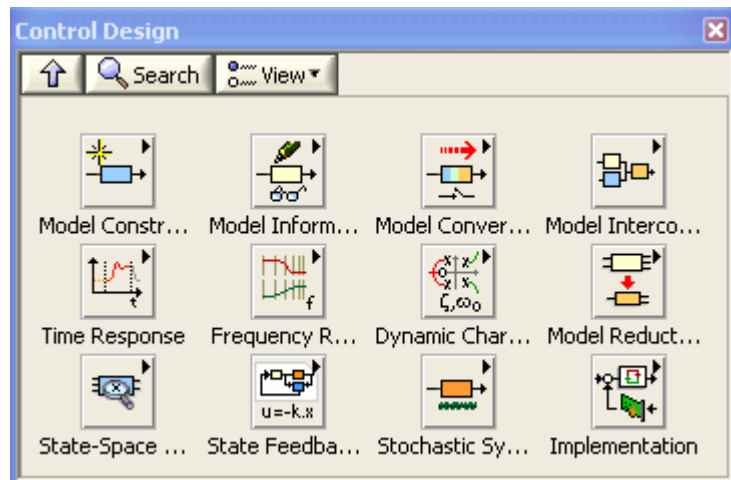 Control Design
Search View
Model Constr... Model Inform... Model Conver... Model Interco...
t f ζ,ω₀
Time Response Frequency R... Dynamic Char... Model Reduct...
u=-k.x
State-Space ... State Feedba... Stochastic Sy... Implementation